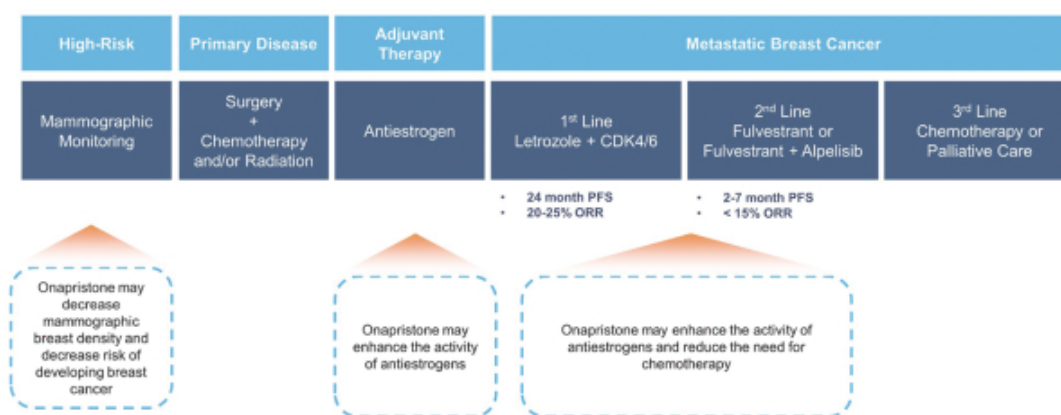 High-Risk
Primary Disease
Adjuvant
Therapy
Metastatic Breast Cancer
Mammographic
Monitoring
Surgery
+
Chemotherapy
and/or Radiation
Antiestrogen
1st Line
Letrozole + CDK4/6
2nd Line
Fulvestrant or
Fulvestrant + Alpelisib
3rd Line
Chemotherapy or
Palliative Care
• 24 month PFS
• 20-25% ORR
• 2-7 month PFS
• < 15% ORR
Onapristone may
decrease
mammographic
breast density and
decrease risk of
developing breast
cancer
Onapristone may
enhance the activity
of antiestrogens
Onapristone may enhance the activity of
antiestrogens and reduce the need for
chemotherapy